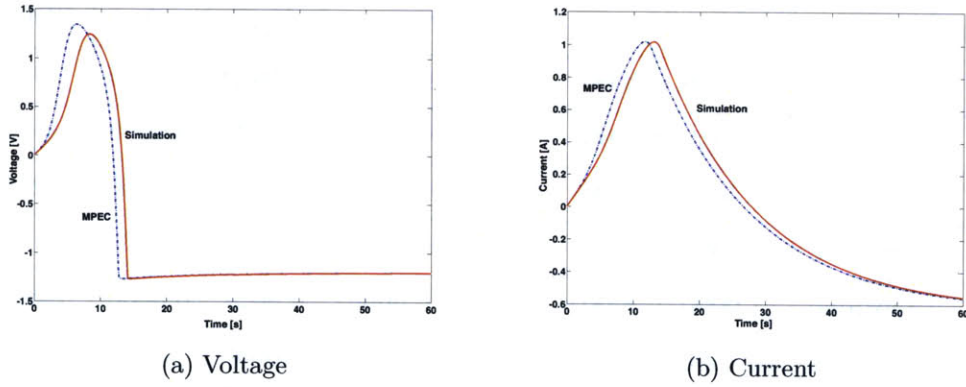 1.5
1
0.5
0
-0.5
-1
-1.5
Voltage [V]
Simulation
MPEC
0 10 20 30 40 50 60
Time [s]
(a) Voltage
1.2
1
0.8
0.6
0.4
0.2
0
-0.2
-0.4
-0.6
Current [A]
MPEC
Simulation
0 10 20 30 40 50 60
Time [s]
(b) Current